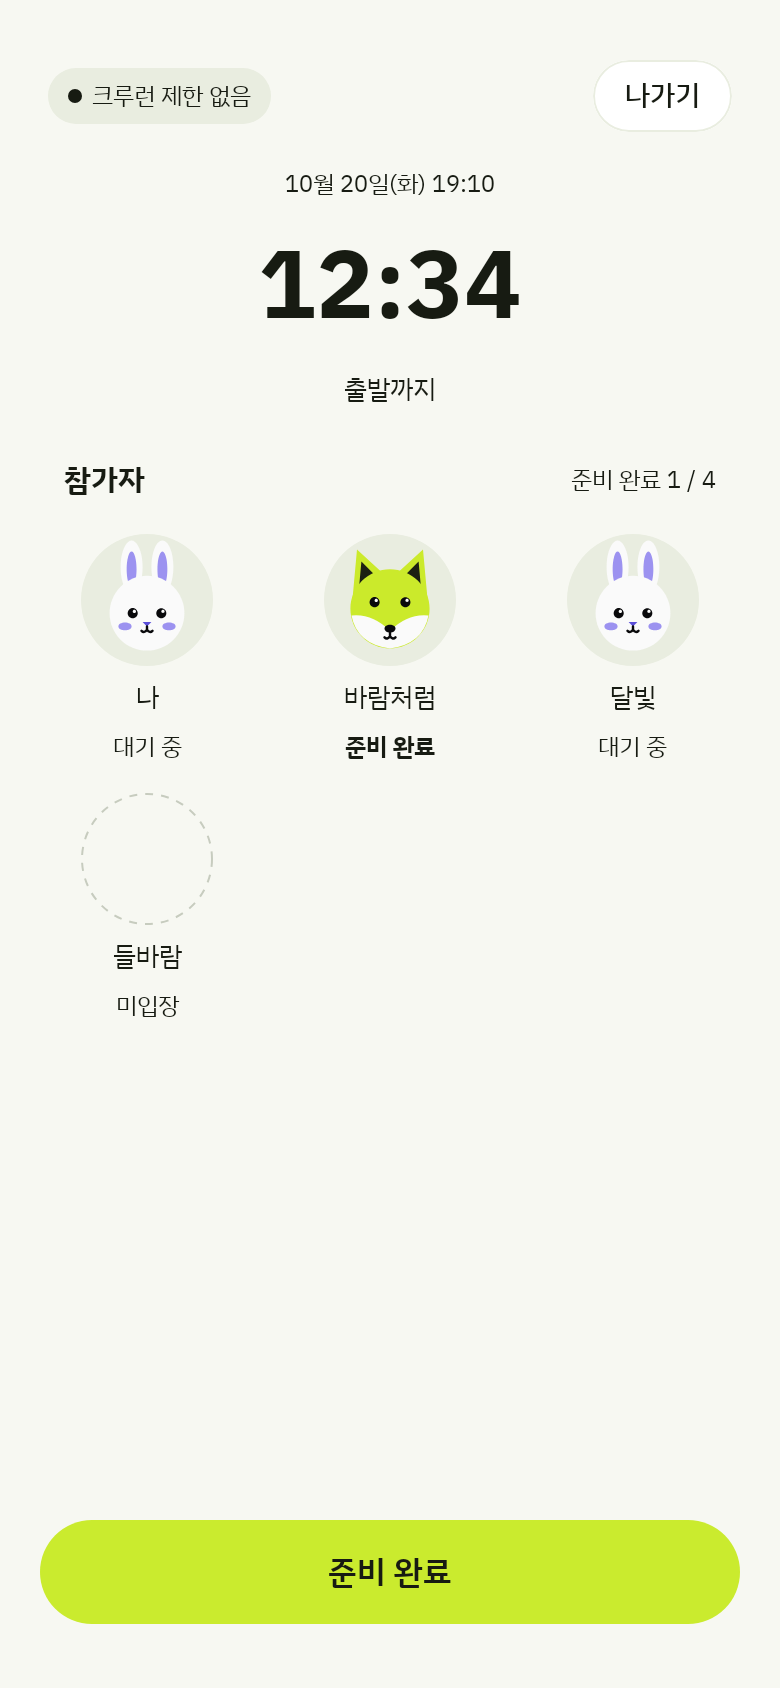 크루런 제한 없음
나가기
10월 20일(화) 19:10
12:34
출발까지
참가자
준비 완료 1 / 4
나
바람처럼
달빛
대기 중
준비 완료
대기 중
들바람
미입장
준비 완료